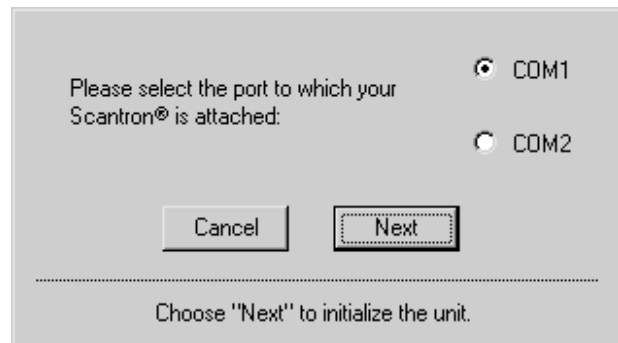 Please select the port to which your
Scantron® is attached:
COM1
COM2
Cancel
Next
Choose "Next" to initialize the unit.